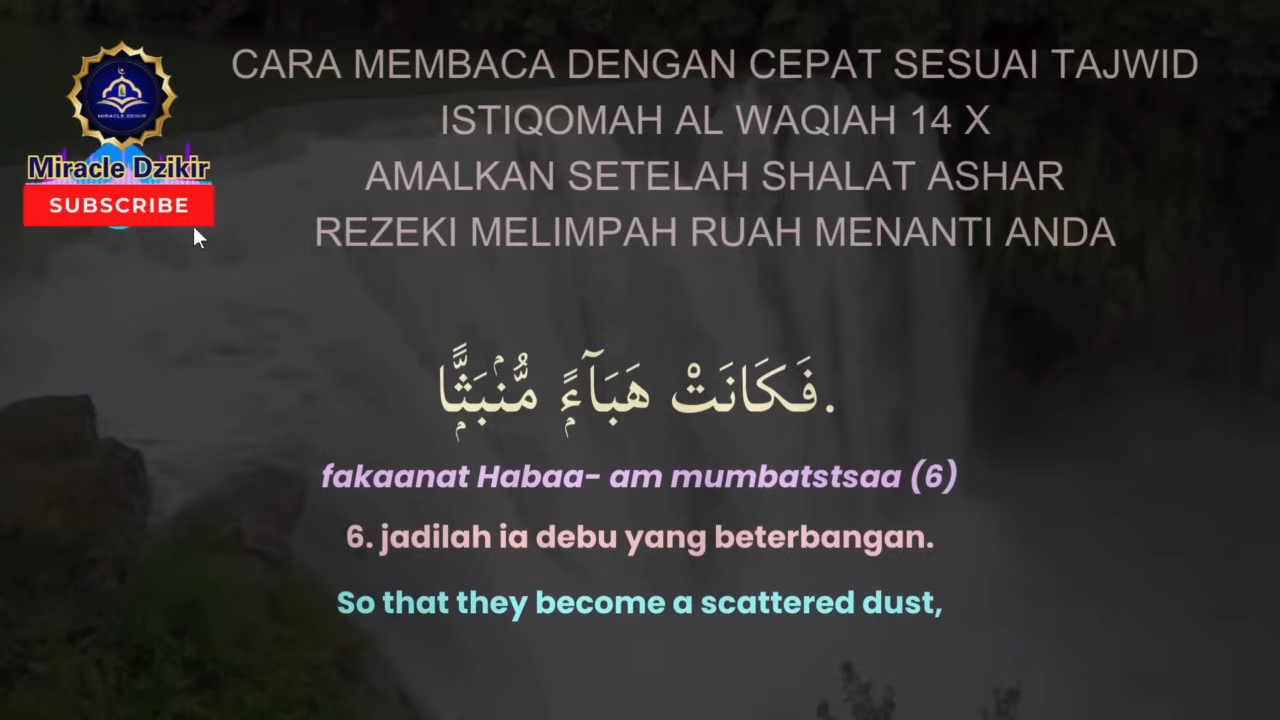 CARA MEMBACA DENGAN CEPAT SESUAI TAJWID
ISTIQOMAH AL WAQIAH 14 X
AMALKAN SETELAH SHALAT ASHAR
REZEKI MELIMPAH RUAH MENANTI ANDA
MIRACLE DZIKIR
Miracle Dzikir
SUBSCRIBE
.فَكَانَتْ هَبَآءًۭ مُّنۢبَثًّۭا
fakaanat Habaa- am mumbatstsaa (6)
6. jadilah ia debu yang beterbangan.
So that they become a scattered dust,